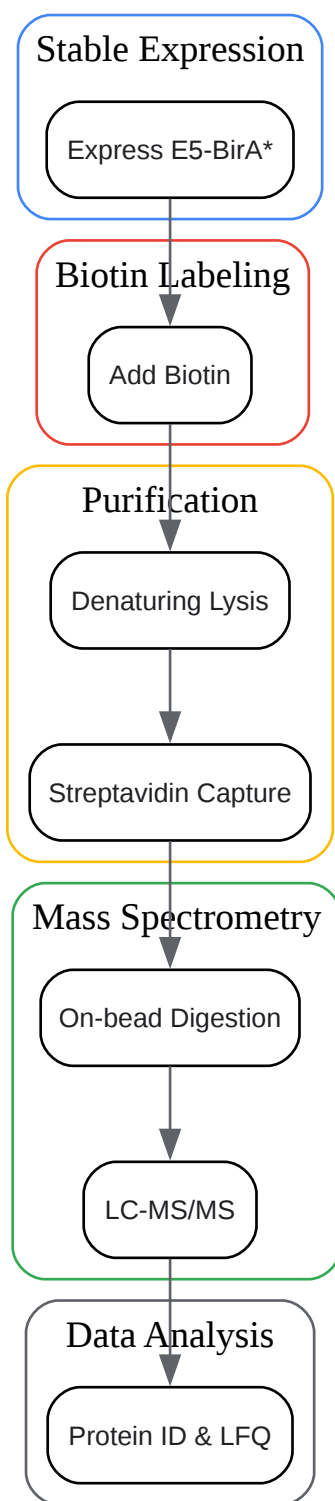 Stable Expression
Express E5-BirA*
Biotin Labeling
Add Biotin
Purification
Denaturing Lysis
Streptavidin Capture
Mass Spectrometry
On-bead Digestion
LC-MS/MS
Data Analysis
Protein ID & LFQ